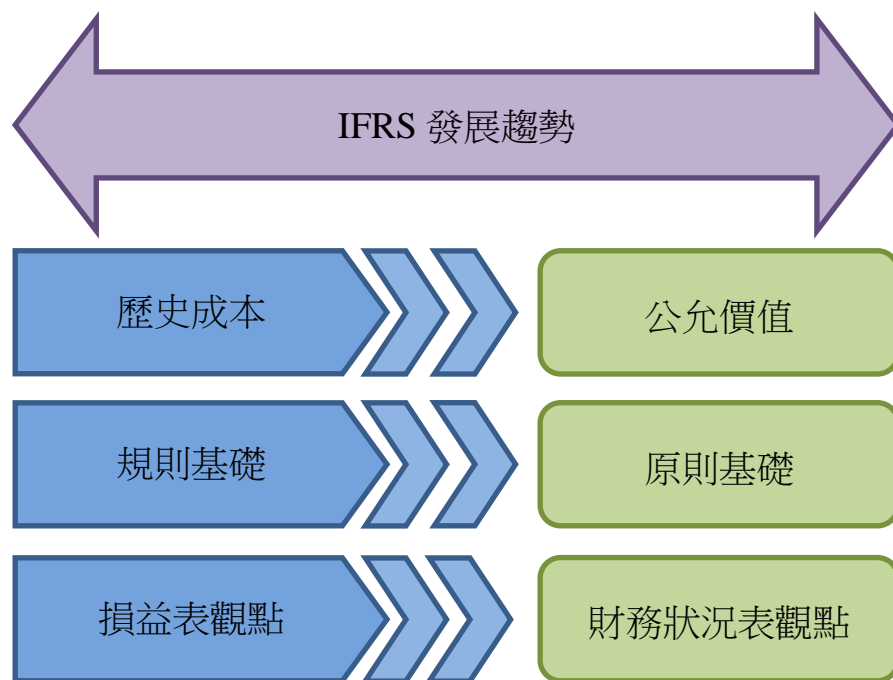 IFRS 發展趨勢
歷史成本
公允價值
規則基礎
原則基礎
損益表觀點
財務狀況表觀點